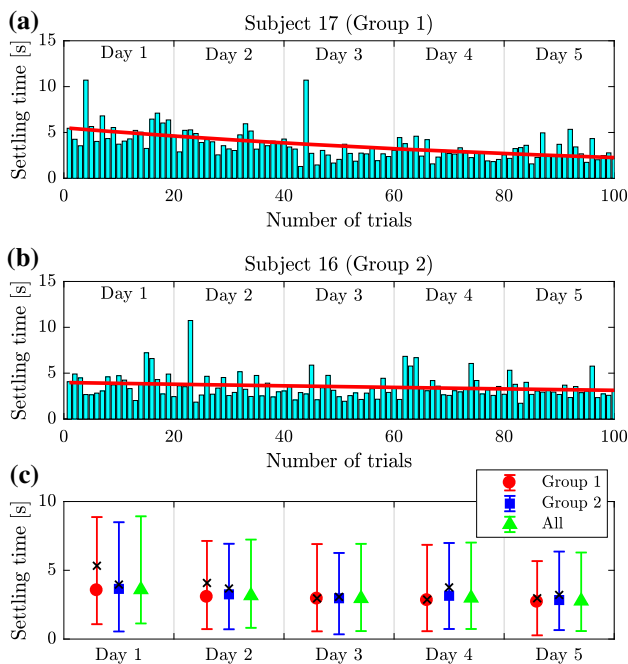 (a)
Subject 17 (Group 1)
Day 1 Day 2 Day 3 Day 4 Day 5
Settling time [s]
15
10
5
0
0 20 40 60 80 100
Number of trials
(b)
Subject 16 (Group 2)
Day 1 Day 2 Day 3 Day 4 Day 5
Settling time [s]
15
10
5
0
0 20 40 60 80 100
Number of trials
(c)
Settling time [s]
10
5
0
Group 1
Group 2
All
Day 1 Day 2 Day 3 Day 4 Day 5